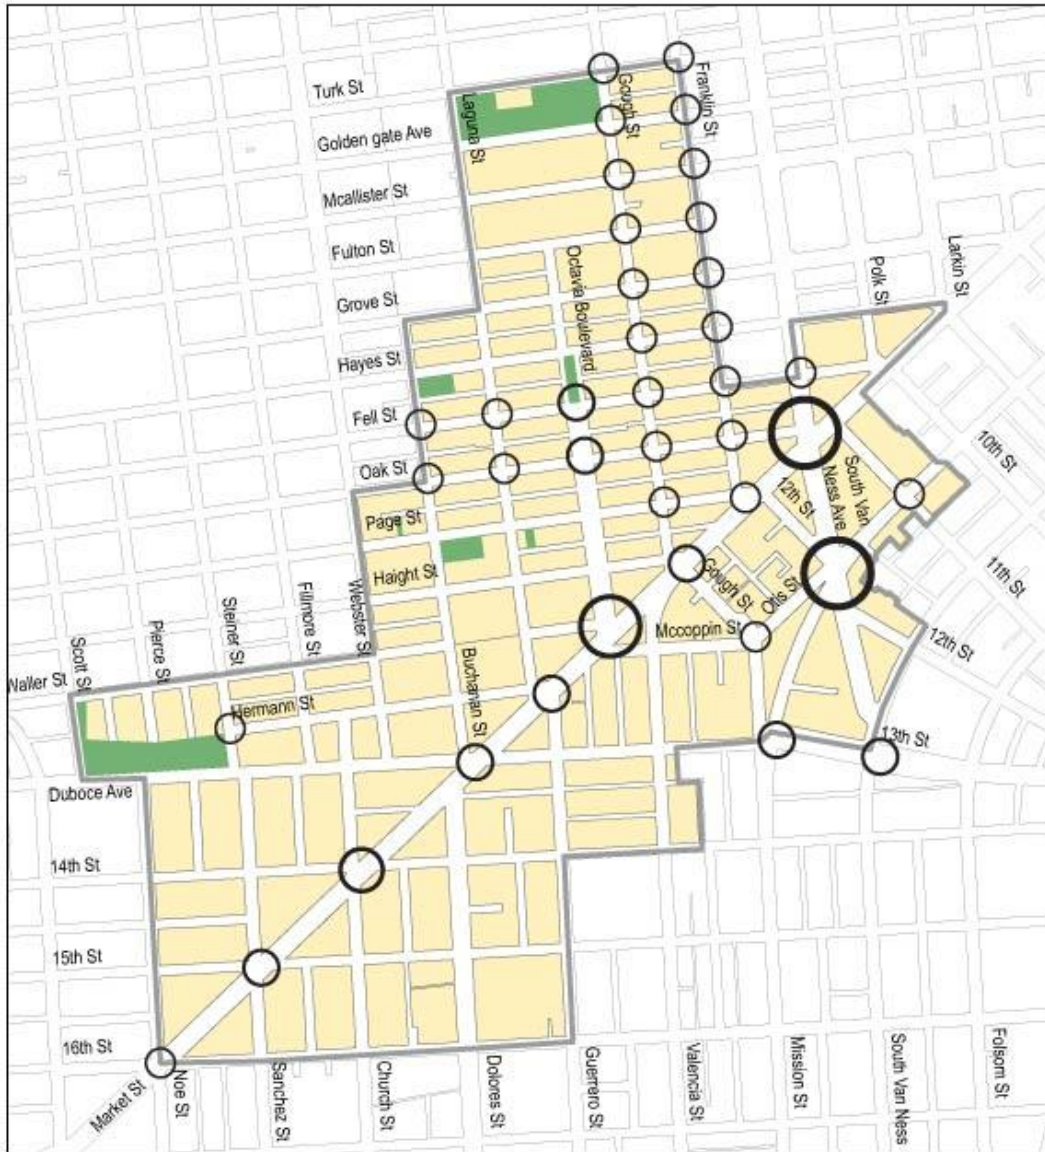 Turk St
Golden gate Ave
Mcallister St
Fulton St
Grove St
Hayes St
Fell St
Oak St
Page St
Haight St
Laguna St
Gough St
Franklin St
Octavia Boulevard
Polk St
Larkin St
10th St
11th St
12th St
12th St
South Van
Ness Ave
Gough St
Otis St
Mccoppin St
13th St
Webster St
Fillmore St
Steiner St
Pierce St
Scott St
Waller St
Hermann St
Buchanan St
Duboce Ave
14th St
15th St
16th St
Market St
Noe St
Sanchez St
Church St
Dolores St
Guerrero St
Valencia St
Mission St
South Van Ness
Folsom St